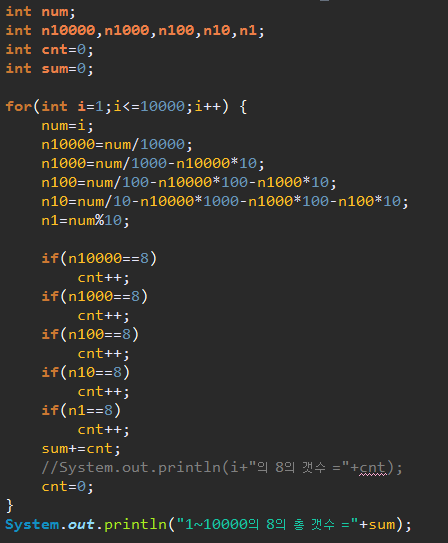 int num;
int n10000,n1000,n100,n10,n1;
int cnt=0;
int sum=0;
for(int i=1;i<=10000;i++) {
num=i;
n10000=num/10000;
n1000=num/1000-n10000*10;
n100=num/100-n10000*100-n1000*10;
n10=num/10-n10000*1000-n1000*100-n100*10;
n1=num%10;
if(n10000==8)
cnt++;
if(n1000==8)
cnt++;
if(n100==8)
cnt++;
if(n10==8)
cnt++;
if(n1==8)
cnt++;
sum+=cnt;
//System.out.println(i+"의 8의 갯수 ="+cnt);
cnt=0;
}
System.out.println("1~10000의 8의 총 갯수 ="+sum);